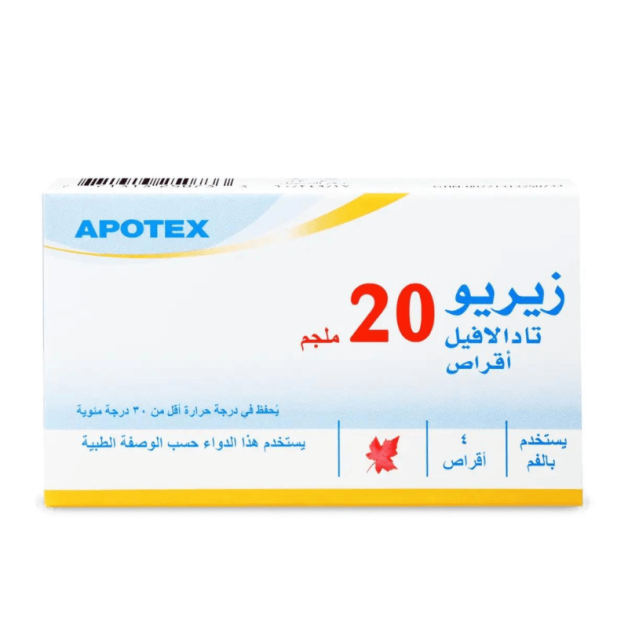 APOTEX
زيريو 20 ملجم
تادالافيل
أقراص
يُحفظ في درجة حرارة أقل من ٣٠ درجة مئوية
يستخدم بالفم
٤ أقراص
يستخدم هذا الدواء حسب الوصفة الطبية